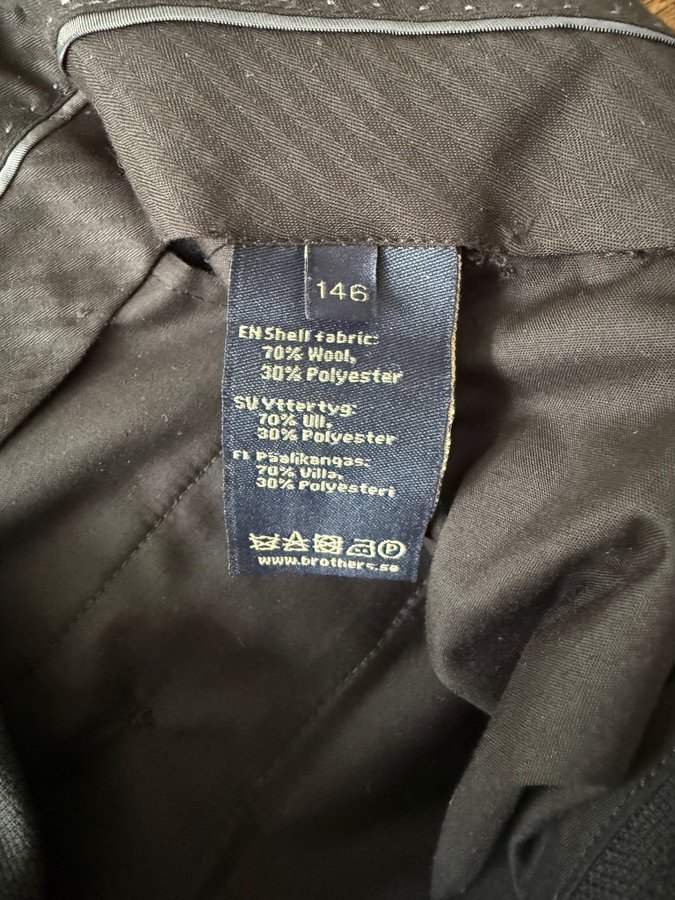 146
EN Shell fabric:
70% Wool,
30% Polyester
SV Yttertyg:
70% Ull,
30% Polyester
FI Päälikangas:
70% Villa,
30% Polyesteri
P
www.brothers.se